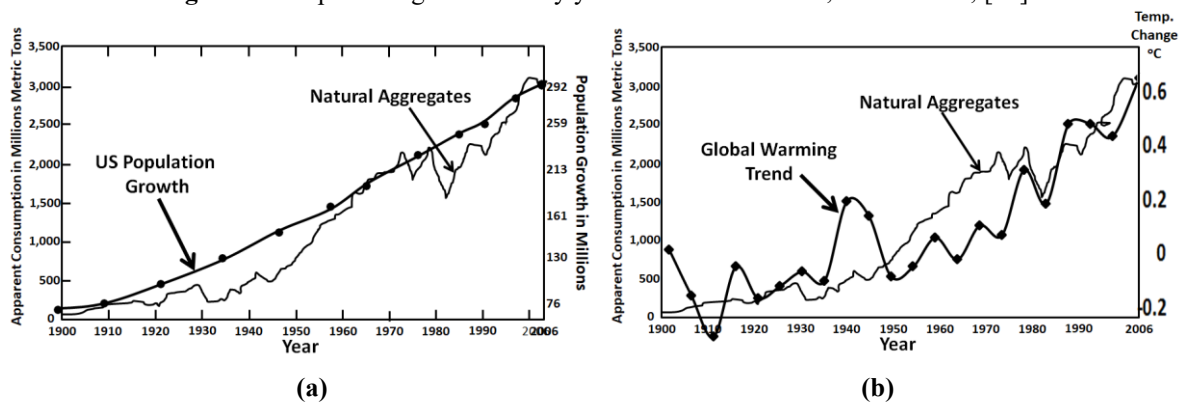 Temp.
Change
°C
3,500
3,000
2,500
2,000
1,500
1,000
500
0
Apparent Consumption in Millions Metric Tons
US Population
Growth
Natural Aggregates
292
259
213
161
130
76
Population Growth in Millions
1900 1910 1920 1930 1940 1950 1960 1970 1980 1990 2006
Year
(a)
3,500
3,000
2,500
2,000
1,500
1,000
500
0
Apparent Consumption in Millions Metric Tons
Global Warming
Trend
Natural Aggregates
0.6
0.4
0.2
0
-0.2
1900 1910 1920 1930 1940 1950 1960 1970 1980 1990 2006
Year
(b)